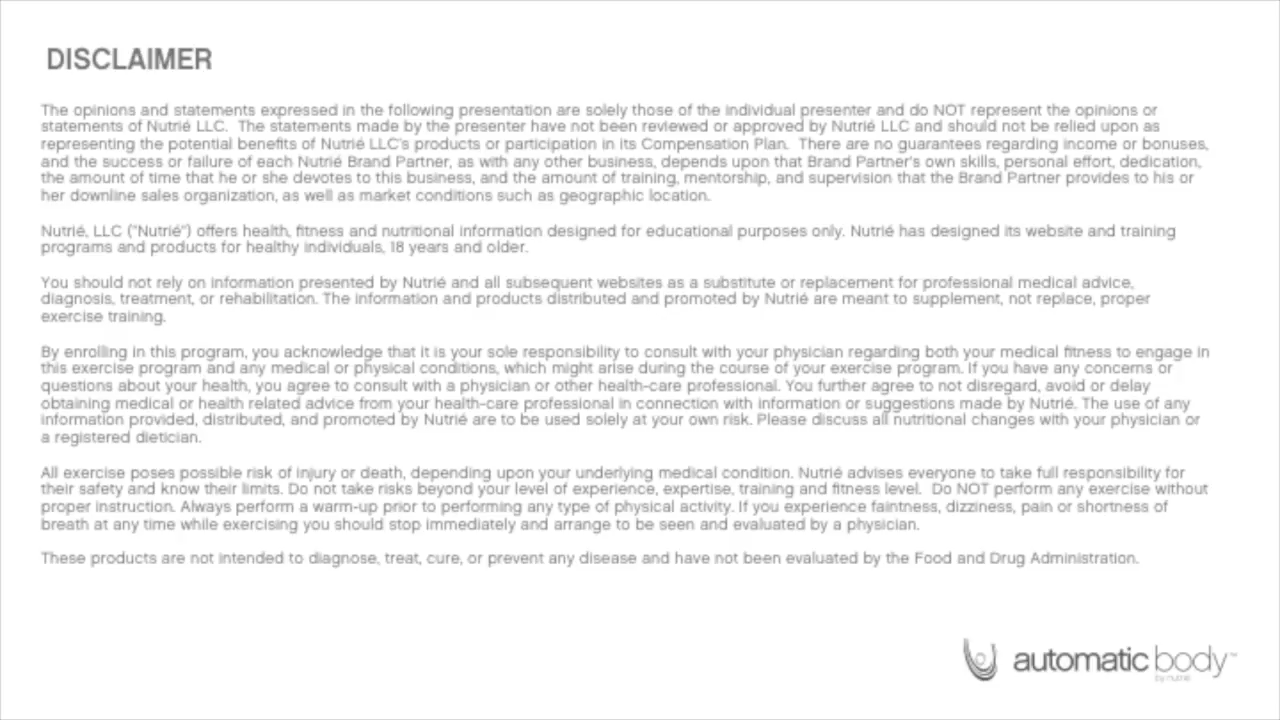 DISCLAIMER
The opinions and statements expressed in the following presentation are solely those of the individual presenter and do NOT represent the opinions or
statements of Nutrié LLC.  The statements made by the presenter have not been reviewed or approved by Nutrié LLC and should not be relied upon as
representing the potential benefits of Nutrié LLC's products or participation in its Compensation Plan.  There are no guarantees regarding income or bonuses,
and the success or failure of each Nutrié Brand Partner, as with any other business, depends upon that Brand Partner's own skills, personal effort, dedication,
the amount of time that he or she devotes to this business, and the amount of training, mentorship, and supervision that the Brand Partner provides to his or
her downline sales organization, as well as market conditions such as geographic location.
Nutrié, LLC ("Nutrié") offers health, fitness and nutritional information designed for educational purposes only. Nutrié has designed its website and training
programs and products for healthy individuals, 18 years and older.
You should not rely on information presented by Nutrié and all subsequent websites as a substitute or replacement for professional medical advice,
diagnosis, treatment, or rehabilitation. The information and products distributed and promoted by Nutrié are meant to supplement, not replace, proper
exercise training.
By enrolling in this program, you acknowledge that it is your sole responsibility to consult with your physician regarding both your medical fitness to engage in
this exercise program and any medical or physical conditions, which might arise during the course of your exercise program. If you have any concerns or
questions about your health, you agree to consult with a physician or other health-care professional. You further agree to not disregard, avoid or delay
obtaining medical or health related advice from your health-care professional in connection with information or suggestions made by Nutrié. The use of any
information provided, distributed, and promoted by Nutrié are to be used solely at your own risk. Please discuss all nutritional changes with your physician or
a registered dietician.
All exercise poses possible risk of injury or death, depending upon your underlying medical condition. Nutrié advises everyone to take full responsibility for
their safety and know their limits. Do not take risks beyond your level of experience, expertise, training and fitness level.  Do NOT perform any exercise without
proper instruction. Always perform a warm-up prior to performing any type of physical activity. If you experience faintness, dizziness, pain or shortness of
breath at any time while exercising you should stop immediately and arrange to be seen and evaluated by a physician.
These products are not intended to diagnose, treat, cure, or prevent any disease and have not been evaluated by the Food and Drug Administration.
automatic body™
by nutrié